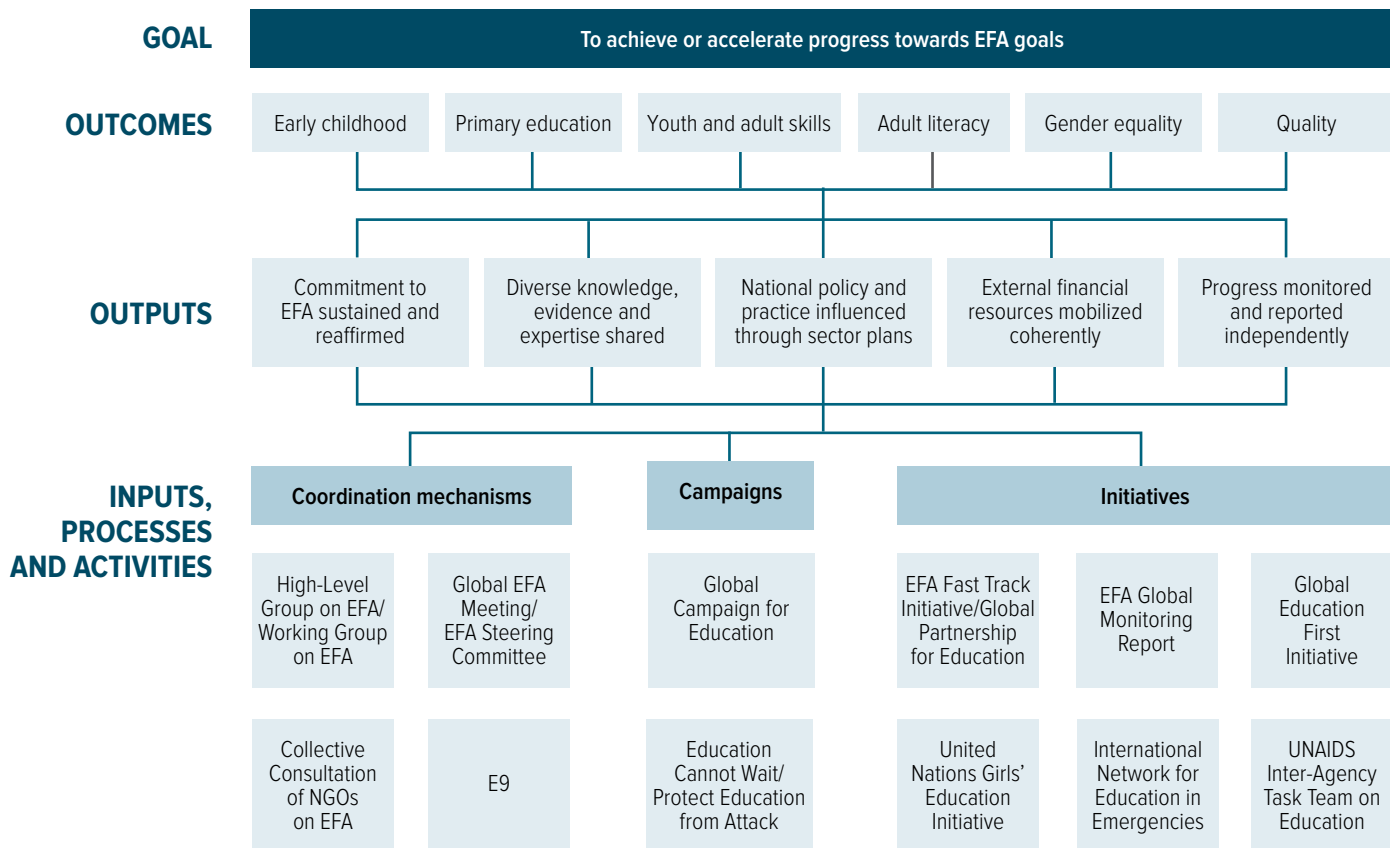 GOAL
To achieve or accelerate progress towards EFA goals
OUTCOMES
Early childhood
Primary education
Youth and adult skills
Adult literacy
Gender equality
Quality
OUTPUTS
Commitment to
EFA sustained and
reaffirmed
Diverse knowledge,
evidence and
expertise shared
National policy and
practice influenced
through sector plans
External financial
resources mobilized
coherently
Progress monitored
and reported
independently
INPUTS,
PROCESSES
AND ACTIVITIES
Coordination mechanisms
Campaigns
Initiatives
High-Level
Group on EFA/
Working Group
on EFA
Global EFA
Meeting/
EFA Steering
Committee
Global
Campaign for
Education
EFA Fast Track
Initiative/Global
Partnership
for Education
EFA Global
Monitoring
Report
Global
Education
First
Initiative
Collective
Consultation
of NGOs
on EFA
E9
Education
Cannot Wait/
Protect Education
from Attack
United
Nations Girls’
Education
Initiative
International
Network for
Education in
Emergencies
UNAIDS
Inter-Agency
Task Team on
Education